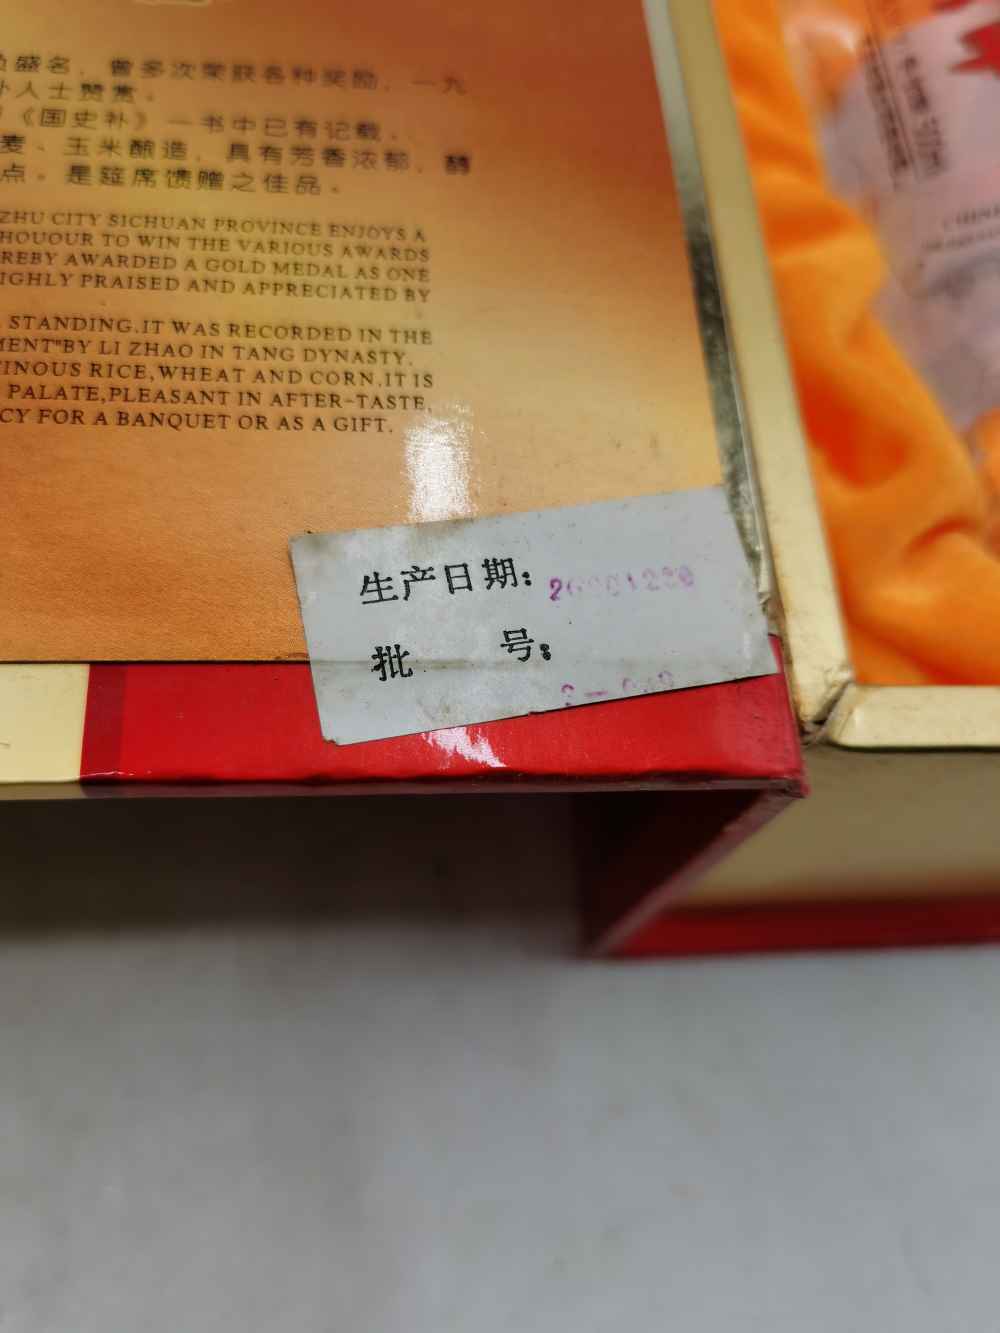 盛名，曾多次荣获各种奖励，一九
人士赞赏。
《国史补》一书中已有记载，
麦、玉米酿造，具有芳香浓郁，醇
点。是筵席馈赠之佳品。
ZHU CITY SICHUAN PROVINCE ENJOYS A
HOUOUR TO WIN THE VARIOUS AWARDS
REBY AWARDED A GOLD MEDAL AS ONE
IGHLY PRAISED AND APPRECIATED BY
STANDING.IT WAS RECORDED IN THE
MENT"BY LI ZHAO IN TANG DYNASTY.
TINOUS RICE,WHEAT AND CORN.IT IS
PALATE,PLEASANT IN AFTER-TASTE,
CY FOR A BANQUET OR AS A GIFT.
生产日期：
批 号：